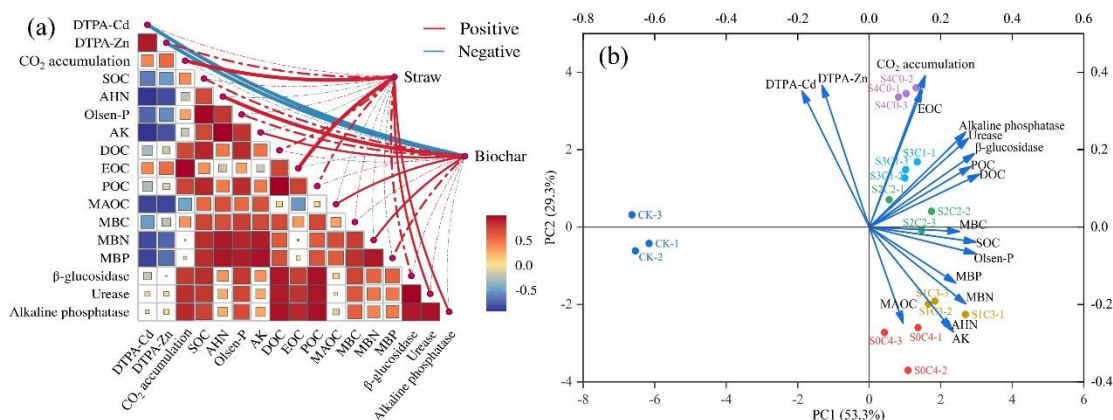 (a)
DTPA-Cd
DTPA-Zn
CO₂ accumulation
SOC
AHN
Olsen-P
AK
DOC
EOC
POC
MAOC
MBC
MBN
MBP
β-glucosidase
Urease
Alkaline phosphatase
Positive
Negative
Straw
Biochar
0.5
0.0
-0.5
DTPA-Cd
DTPA-Zn
CO₂ accumulation
SOC
AHN
Olsen-P
AK
DOC
EOC
POC
MAOC
MBC
MBN
MBP
β-glucosidase
Urease
Alkaline phosphatase
-0.6 -0.4 -0.2 0.0 0.2 0.4 0.6
(b)
PC2 (29.3%)
4
2
0
-2
-4
0.4
0.2
0.0
-0.2
-0.4
CO₂ accumulation
DTPA-Cd
DTPA-Zn
S4C0-2
S4C0-1
S4C0-3
EOC
Alkaline phosphatase
Urease
β-glucosidase
POC
DOC
S3C1-1
S3C1-3
S3C1-2
S2C2-1
S2C2-2
S2C2-3
MBC
SOC
Olsen-P
CK-3
CK-1
CK-2
MBP
MBN
MAOC
S1C3-3
S1C3-2
S1C3-1
AHN
AK
S0C4-3
S0C4-1
S0C4-2
-8 -6 -4 -2 0 2 4 6 8
PC1 (53.3%)